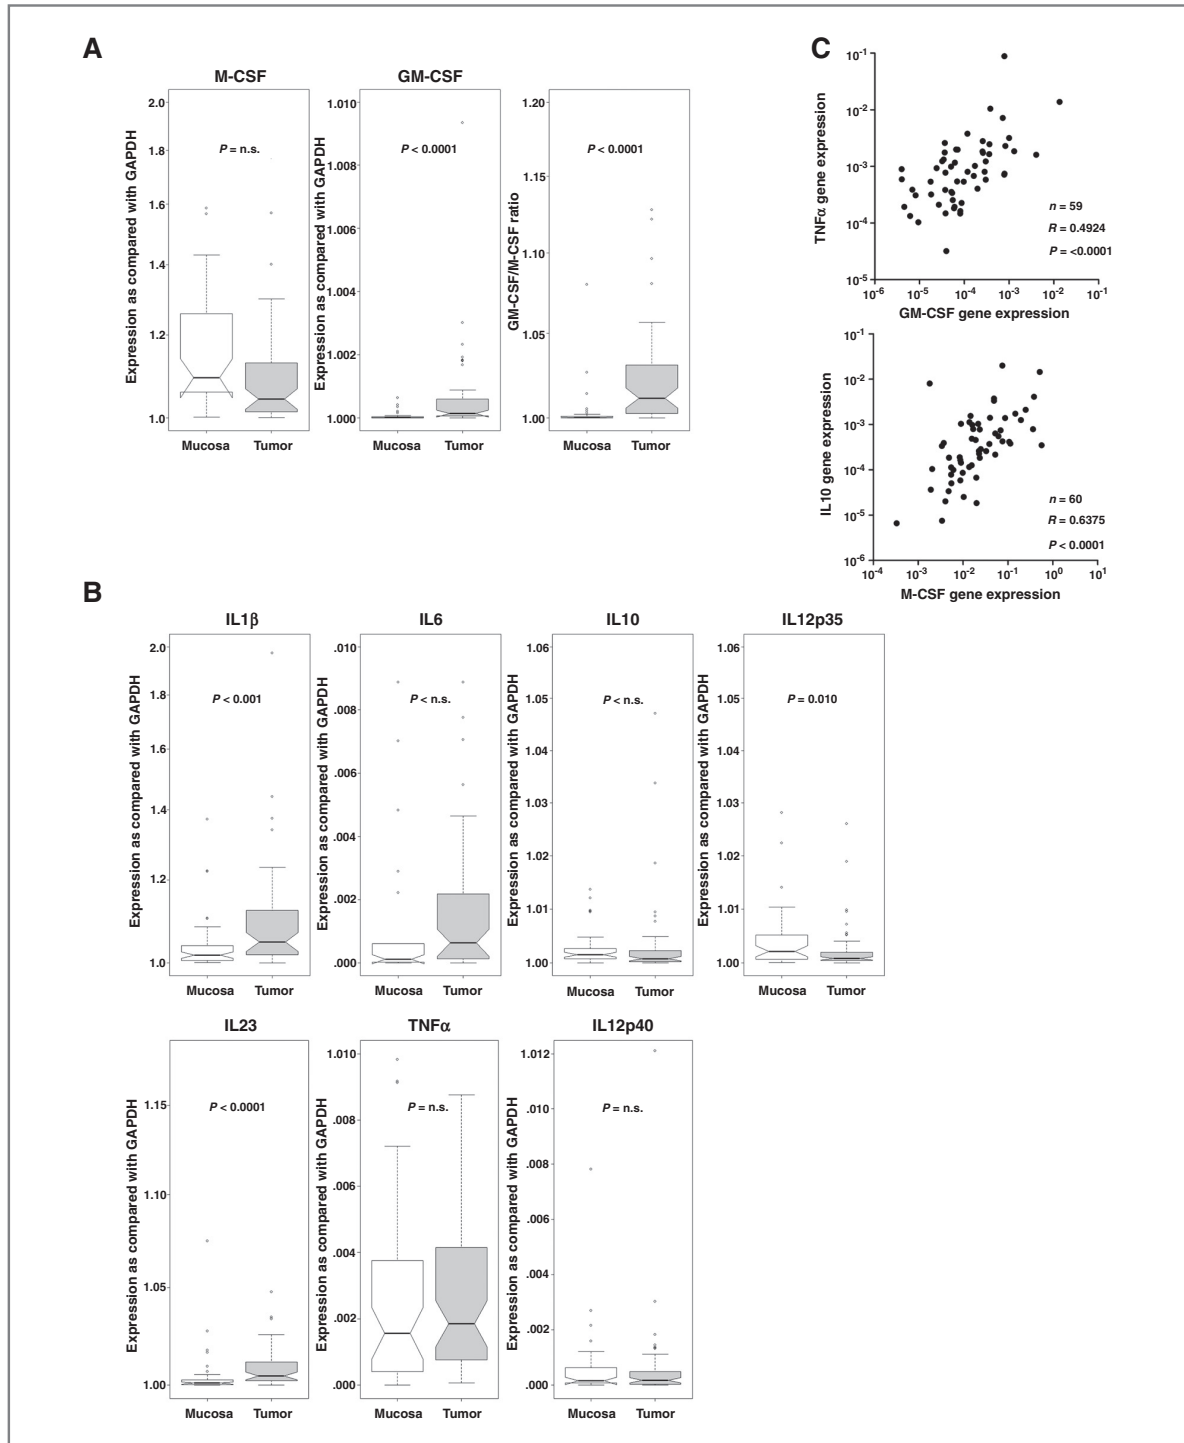 A
M-CSF
GM-CSF
Expression as compared with GAPDH
2.0
1.8
1.6
1.4
1.2
1.0
P = n.s.
Mucosa Tumor
Expression as compared with GAPDH
1.010
1.008
1.006
1.004
1.002
1.000
P < 0.0001
Mucosa Tumor
GM-CSF/M-CSF ratio
1.20
1.15
1.10
1.05
1.00
P < 0.0001
Mucosa Tumor
C
TNFα gene expression
10-1
10-2
10-3
10-4
10-5
n = 59
R = 0.4924
P = <0.0001
10-6 10-5 10-4 10-3 10-2 10-1
GM-CSF gene expression
IL10 gene expression
10-1
10-2
10-3
10-4
10-5
10-6
n = 60
R = 0.6375
P < 0.0001
10-4 10-3 10-2 10-1 100 101
M-CSF gene expression
B
IL1β
Expression as compared with GAPDH
2.0
1.8
1.6
1.4
1.2
1.0
P < 0.001
Mucosa Tumor
IL6
Expression as compared with GAPDH
.010
.008
.006
.004
.002
.000
P < n.s.
Mucosa Tumor
IL10
Expression as compared with GAPDH
1.06
1.05
1.04
1.03
1.02
1.01
1.00
P < n.s.
Mucosa Tumor
IL12p35
Expression as compared with GAPDH
1.06
1.05
1.04
1.03
1.02
1.01
1.00
P = 0.010
Mucosa Tumor
IL23
Expression as compared with GAPDH
1.15
1.10
1.05
1.00
P < 0.0001
Mucosa Tumor
TNFα
Expression as compared with GAPDH
1.010
.008
.006
.004
.002
.000
P = n.s.
Mucosa Tumor
IL12p40
Expression as compared with GAPDH
1.012
.010
.008
.006
.004
.002
.000
P = n.s.
Mucosa Tumor